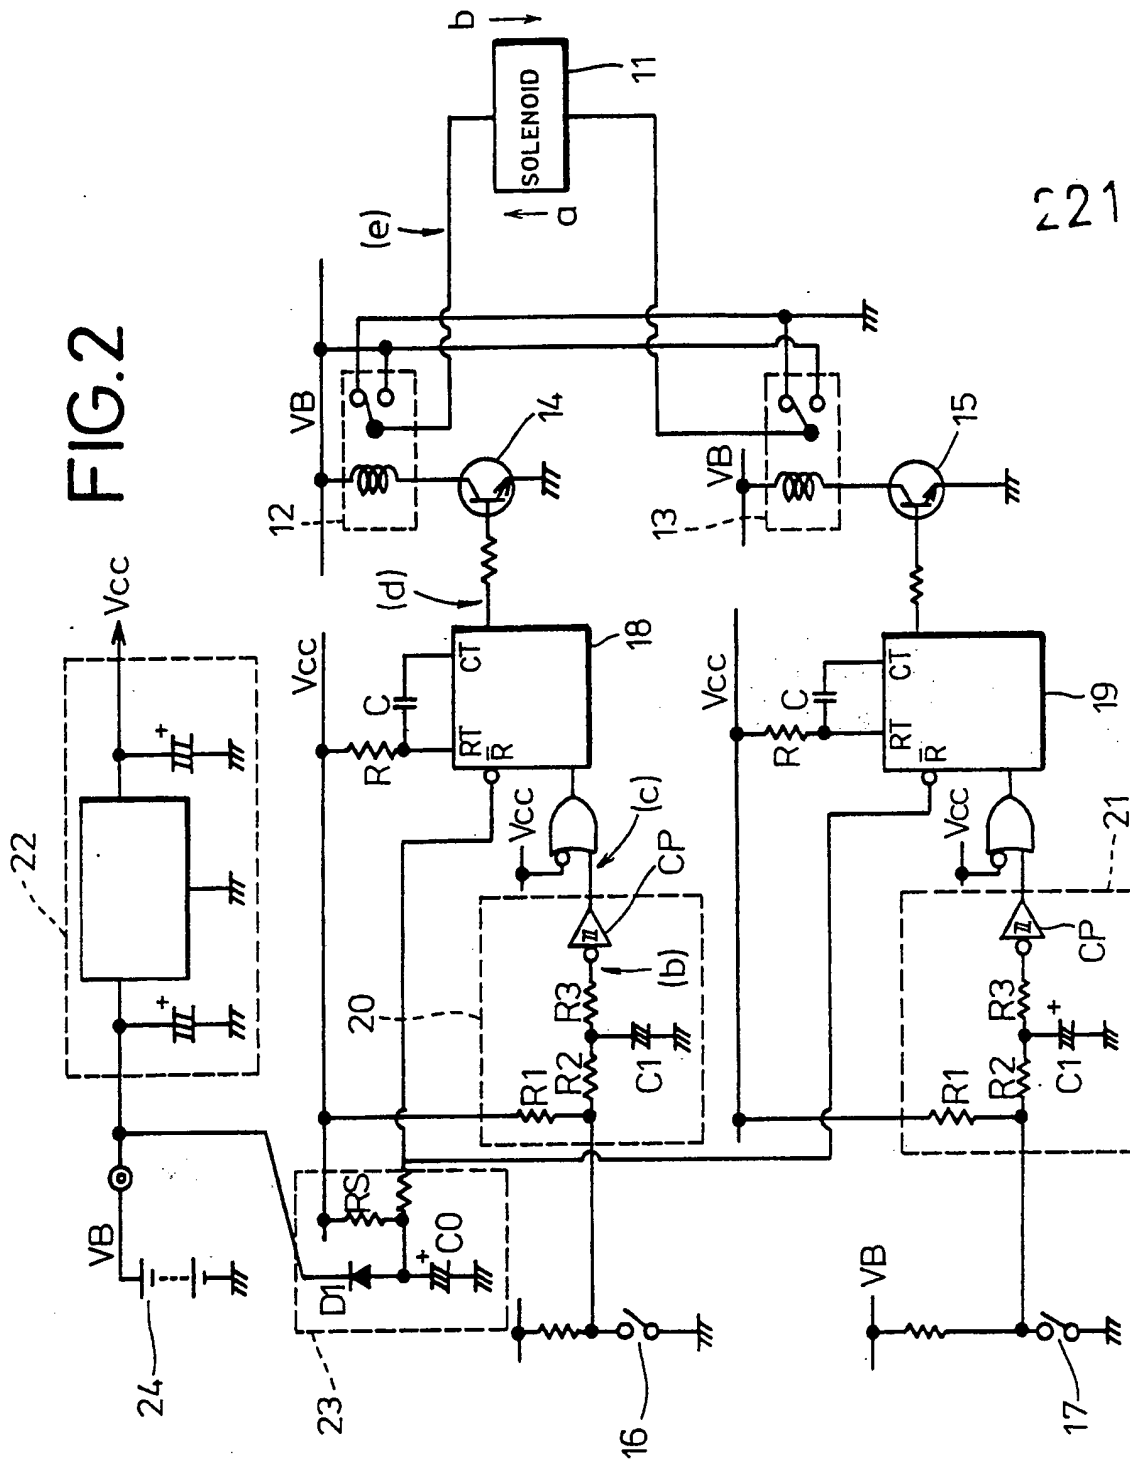 FIG.2
22
Vcc
VB
24
VB
12
(e)
b
SOLENOID
11
a
(d)
14
Vcc
R
C
RT
CT
R̅
18
Vcc
(c)
CP
20
R1
R2
R3
(b)
C1
RS
D1
+
C0
+
+
23
16
VB
13
15
Vcc
R
C
RT
CT
R̅
19
Vcc
21
CP
R1
R2
R3
C1
+
VB
17
221